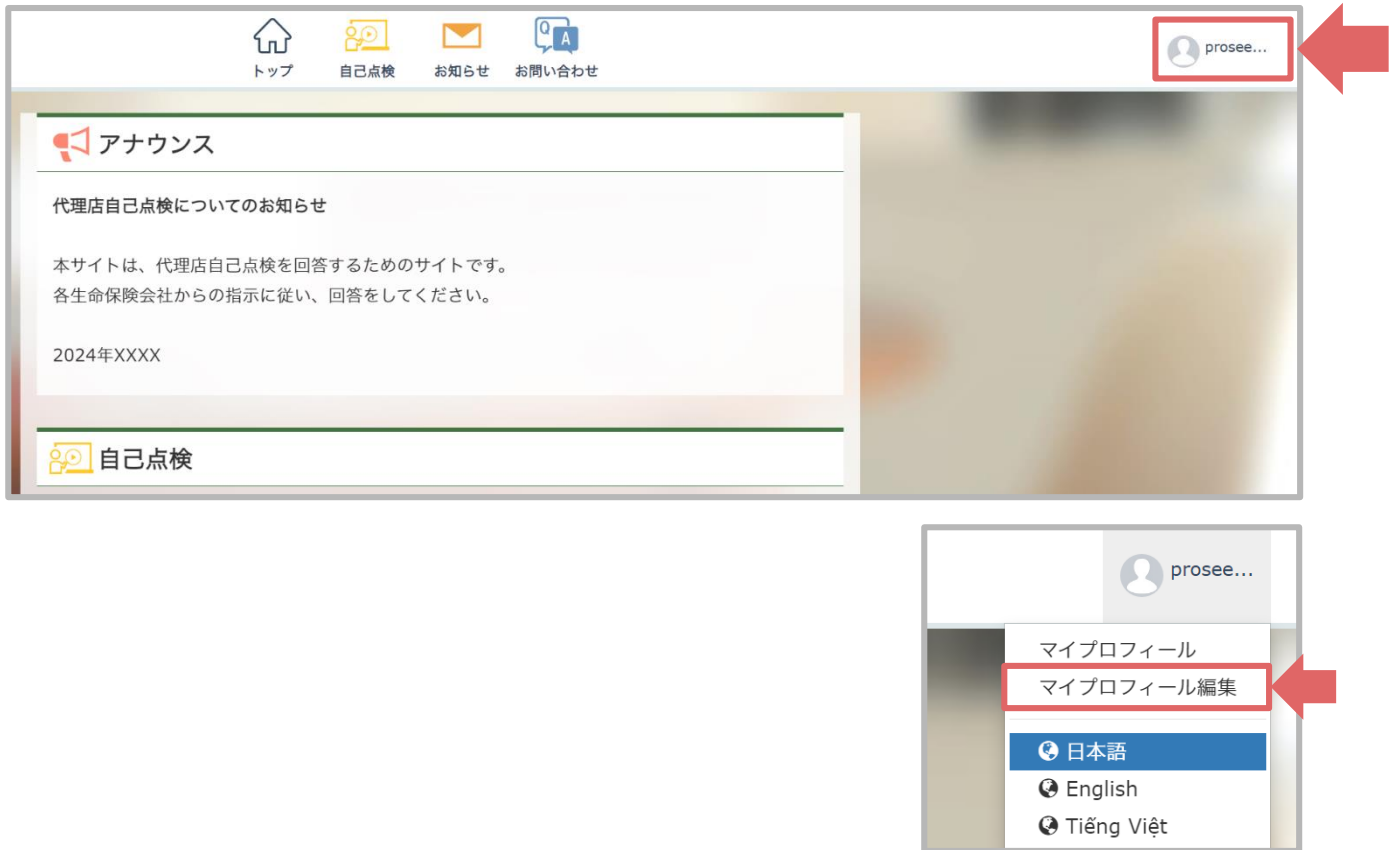 トップ
自己点検
お知らせ
お問い合わせ
Q
A
prosee...
アナウンス
代理店自己点検についてのお知らせ
本サイトは、代理店自己点検を回答するためのサイトです。
各生命保険会社からの指示に従い、回答をしてください。
2024年XXXX
自己点検
prosee...
マイプロフィール
マイプロフィール編集
日本語
English
Tiếng Việt